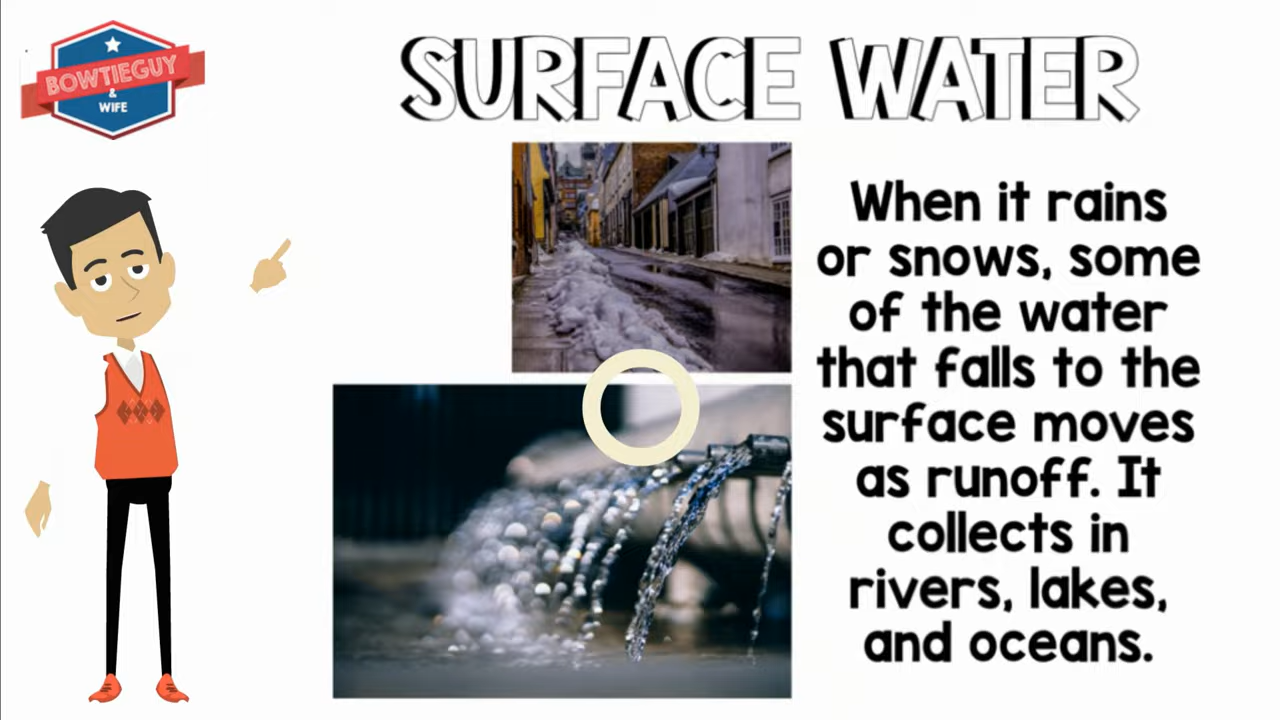 BOWTIEGUY
&
WIFE
SURFACE WATER
When it rains
or snows, some
of the water
that falls to the
surface moves
as runoff. It
collects in
rivers, lakes,
and oceans.